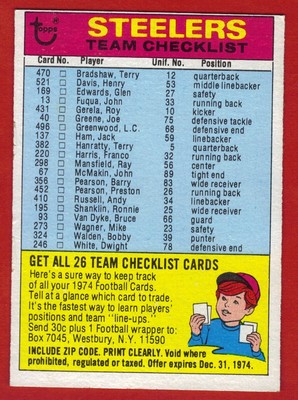 topps ®
STEELERS
TEAM CHECKLIST
Card No. Player Unif. No. Position
470 □ Bradshaw, Terry 12 quarterback
521 □ Davis, Henry 53 middle linebacker
169 □ Edwards, Glen 27 safety
13 □ Fuqua, John 33 running back
431 □ Gerela, Roy 10 kicker
40 □ Greene, Joe 75 defensive tackle
496 □ Greenwood, L.C. 68 defensive end
137 □ Ham, Jack 59 linebacker
382 □ Hanratty, Terry 5 quarterback
220 □ Harris, Franco 32 running back
298 □ Mansfield, Ray 56 center
67 □ McMakin, John 89 tight end
356 □ Pearson, Barry 83 wide receiver
452 □ Pearson, Preston 26 running back
410 □ Russell, Andy 34 linebacker
195 □ Shanklin, Ronnie 25 wide receiver
93 □ Van Dyke, Bruce 66 guard
273 □ Wagner, Mike 23 safety
324 □ Walden, Bobby 39 punter
246 □ White, Dwight 78 defensive end
GET ALL 26 TEAM CHECKLIST CARDS
Here's a sure way to keep track
of all your 1974 Football Cards.
Tell at a glance which card to trade.
It's the fastest way to learn players'
positions and team "line-ups."
Send 30c plus 1 Football wrapper to:
Box 7045, Westbury, N.Y. 11590
INCLUDE ZIP CODE. PRINT CLEARLY. Void where
prohibited, regulated or taxed. Offer expires Dec. 31, 1974.